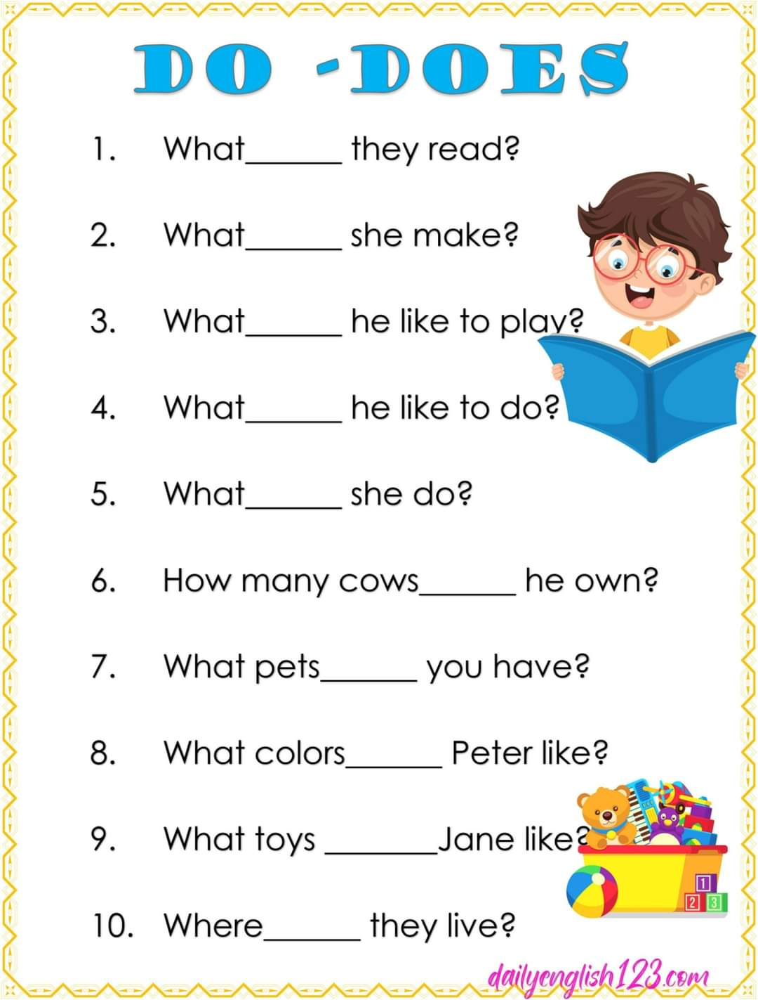 DO -DOES
1. What______ they read?
2. What______ she make?
3. What______ he like to play?
4. What______ he like to do?
5. What______ she do?
6. How many cows______ he own?
7. What pets______ you have?
8. What colors______ Peter like?
9. What toys _______Jane like?
10. Where______ they live?
1
2 3
dailyenglish123.com